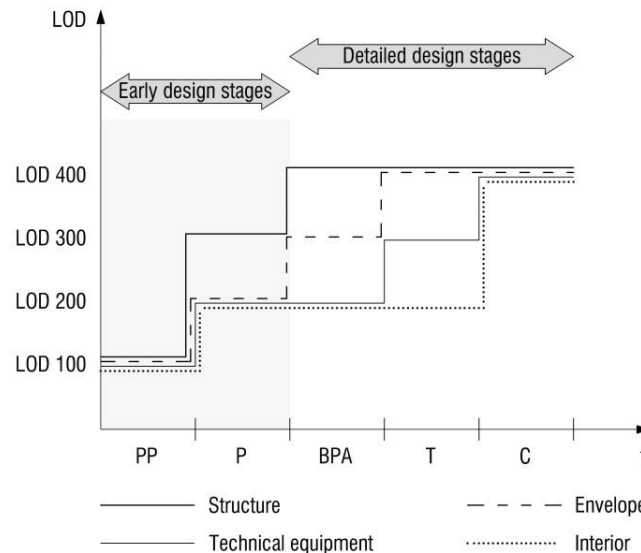 LOD
Detailed design stages
Early design stages
LOD 400
LOD 300
LOD 200
LOD 100
PP P BPA T C
Structure Envelope
Technical equipment Interior